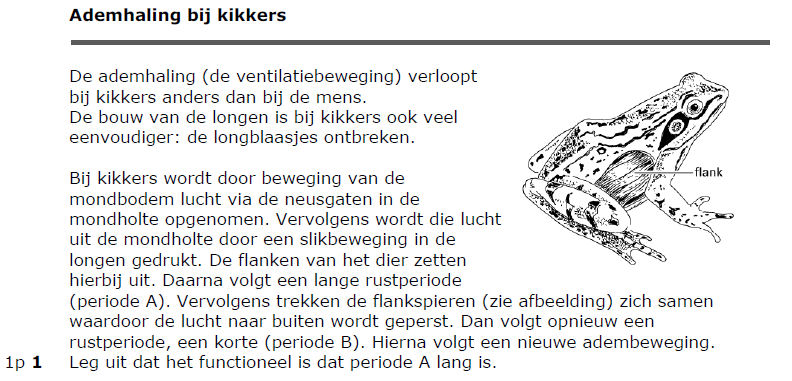 Ademhaling bij kikkers
De ademhaling (de ventilatiebeweging) verloopt
bij kikkers anders dan bij de mens.
De bouw van de longen is bij kikkers ook veel
eenvoudiger: de longblaasjes ontbreken.
Bij kikkers wordt door beweging van de
mondbodem lucht via de neusgaten in de
mondholte opgenomen. Vervolgens wordt die lucht
uit de mondholte door een slikbeweging in de
longen gedrukt. De flanken van het dier zetten
hierbij uit. Daarna volgt een lange rustperiode
(periode A). Vervolgens trekken de flankspieren (zie afbeelding) zich samen
waardoor de lucht naar buiten wordt geperst. Dan volgt opnieuw een
rustperiode, een korte (periode B). Hierna volgt een nieuwe adembeweging.
1p 1 Leg uit dat het functioneel is dat periode A lang is.
flank